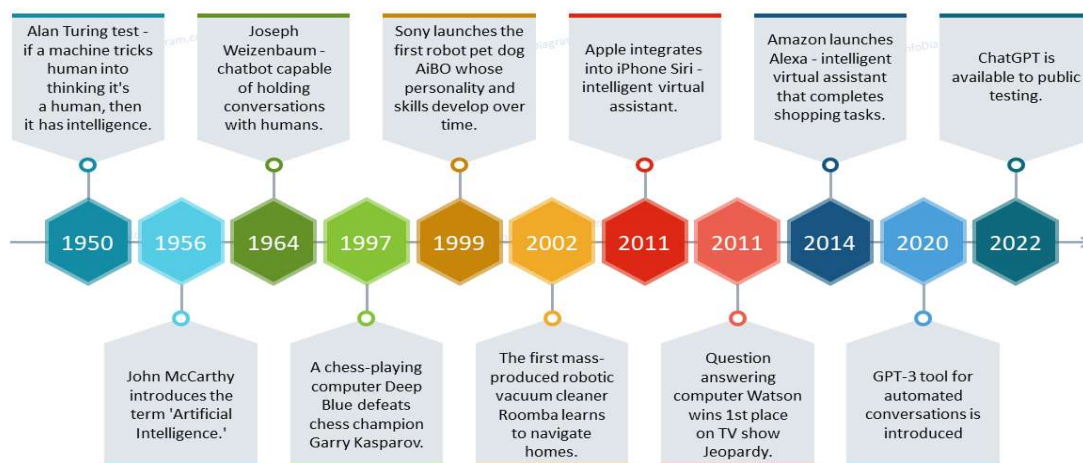 Alan Turing test -
if a machine tricks
human into
thinking it's
a human, then
it has intelligence.
Joseph
Weizenbaum -
chatbot capable
of holding
conversations
with humans.
Sony launches the
first robot pet dog
AiBO whose
personality and
skills develop over
time.
Apple integrates
into iPhone Siri -
intelligent virtual
assistant.
Amazon launches
Alexa - intelligent
virtual assistant
that completes
shopping tasks.
ChatGPT is
available to public
testing.
1950
1956
1964
1997
1999
2002
2011
2011
2014
2020
2022
John McCarthy
introduces the
term 'Artificial
Intelligence.'
A chess-playing
computer Deep
Blue defeats
chess champion
Garry Kasparov.
The first mass-
produced robotic
vacuum cleaner
Roomba learns
to navigate
homes.
Question
answering
computer Watson
wins 1st place
on TV show
Jeopardy.
GPT-3 tool for
automated
conversations is
introduced